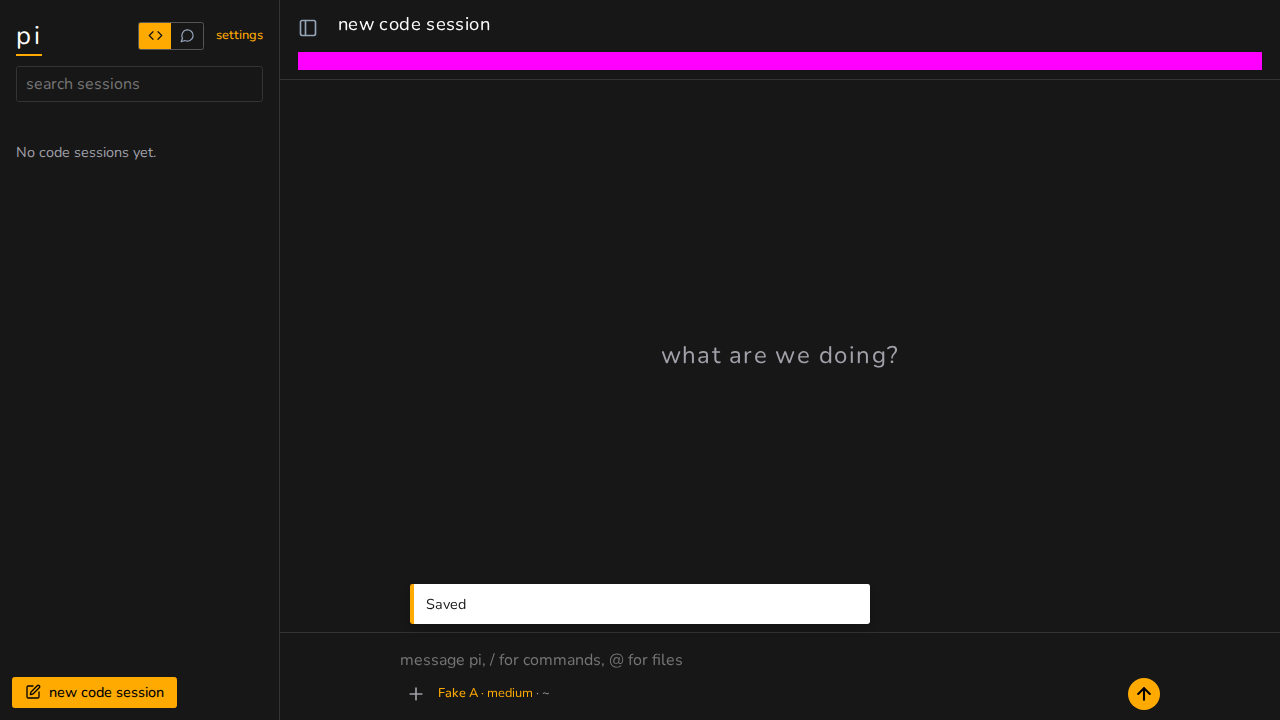 pi
settings
search sessions
No code sessions yet.
new code session
new code session
what are we doing?
Saved
message pi, / for commands, @ for files
Fake A · medium · ~